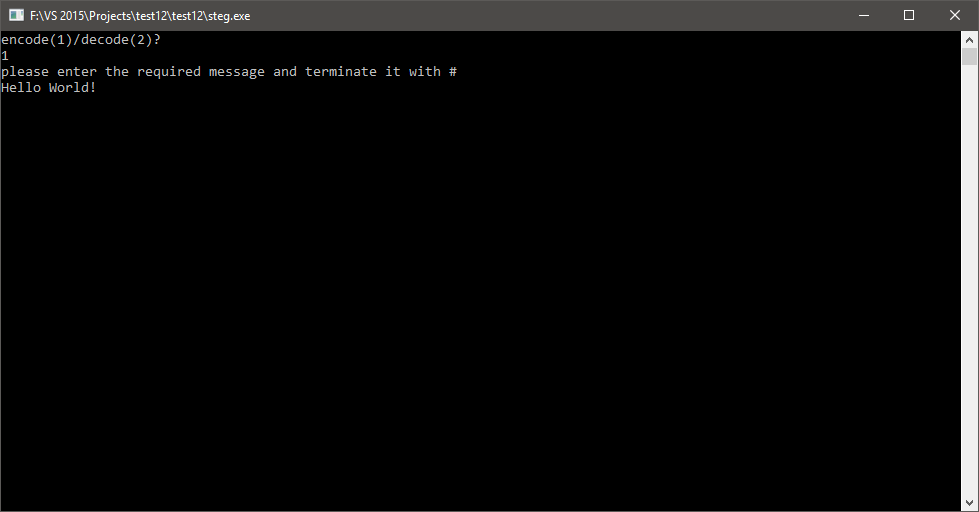 F:\VS 2015\Projects\test12\test12\steg.exe
encode(1)/decode(2)?
1
please enter the required message and terminate it with #
Hello World!